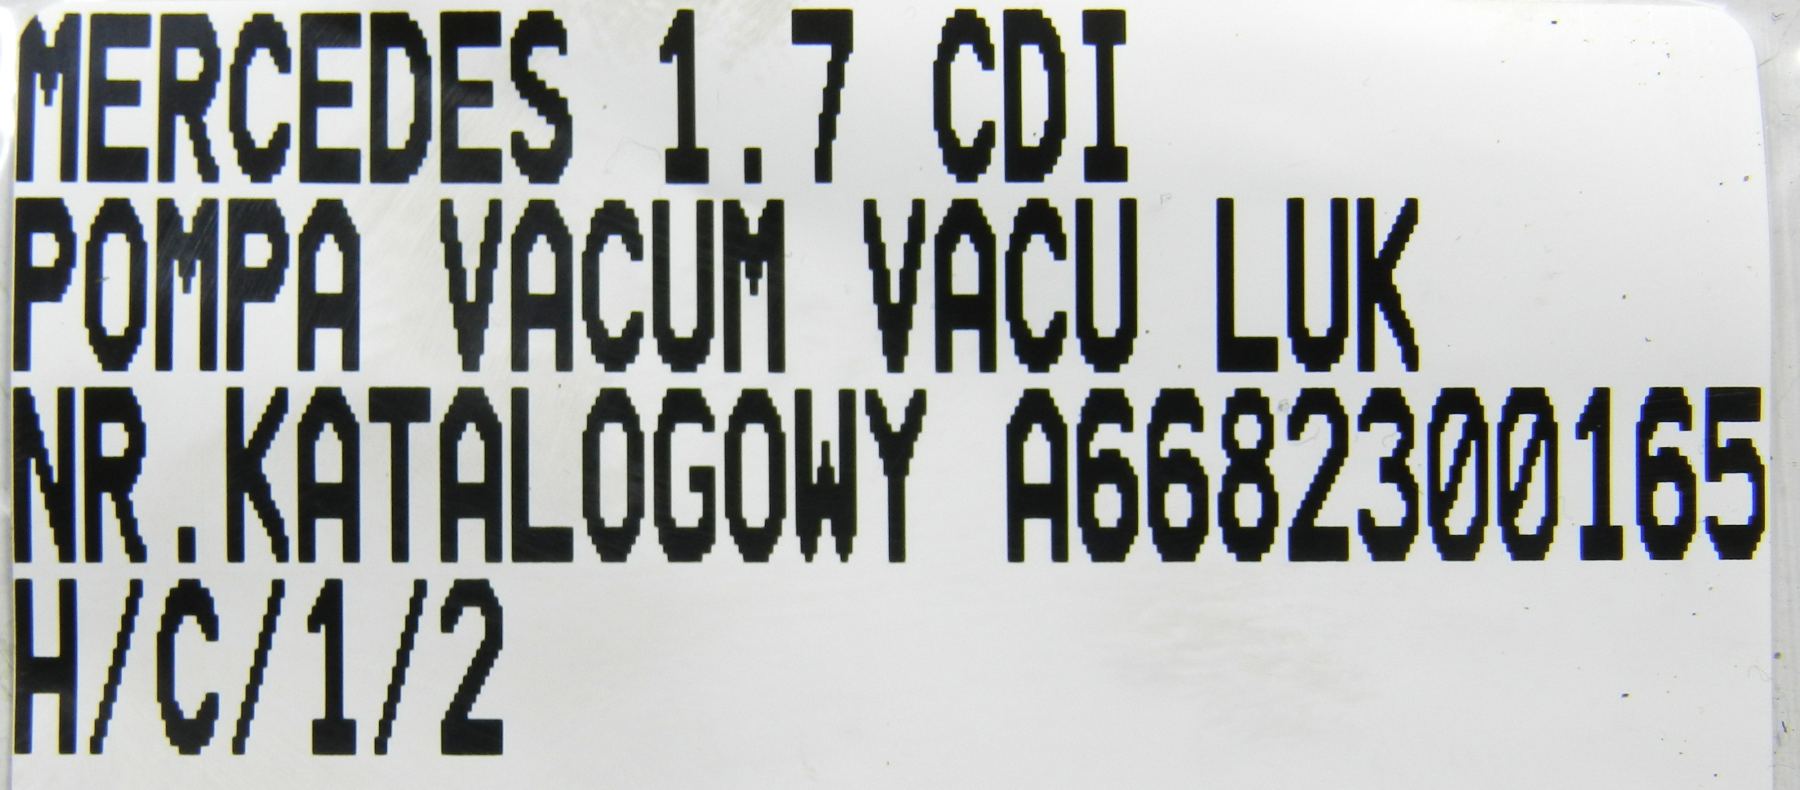 MERCEDES 1.7 CDI
POMPA VACUM VACU LUK
NR.KATALOGOWY A6682300165
H/C/1/2